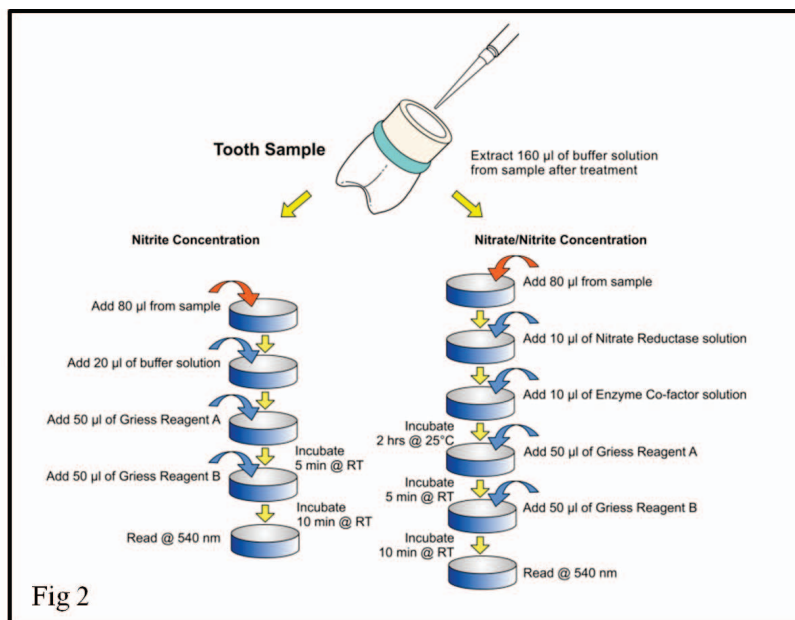 Tooth Sample
Extract 160 µl of buffer solution
from sample after treatment
Nitrite Concentration
Add 80 µl from sample
Add 20 µl of buffer solution
Add 50 µl of Griess Reagent A
Incubate
5 min @ RT
Add 50 µl of Griess Reagent B
Incubate
10 min @ RT
Read @ 540 nm
Nitrate/Nitrite Concentration
Add 80 µl from sample
Add 10 µl of Nitrate Reductase solution
Add 10 µl of Enzyme Co-factor solution
Incubate
2 hrs @ 25°C
Add 50 µl of Griess Reagent A
Incubate
5 min @ RT
Add 50 µl of Griess Reagent B
Incubate
10 min @ RT
Read @ 540 nm
Fig 2